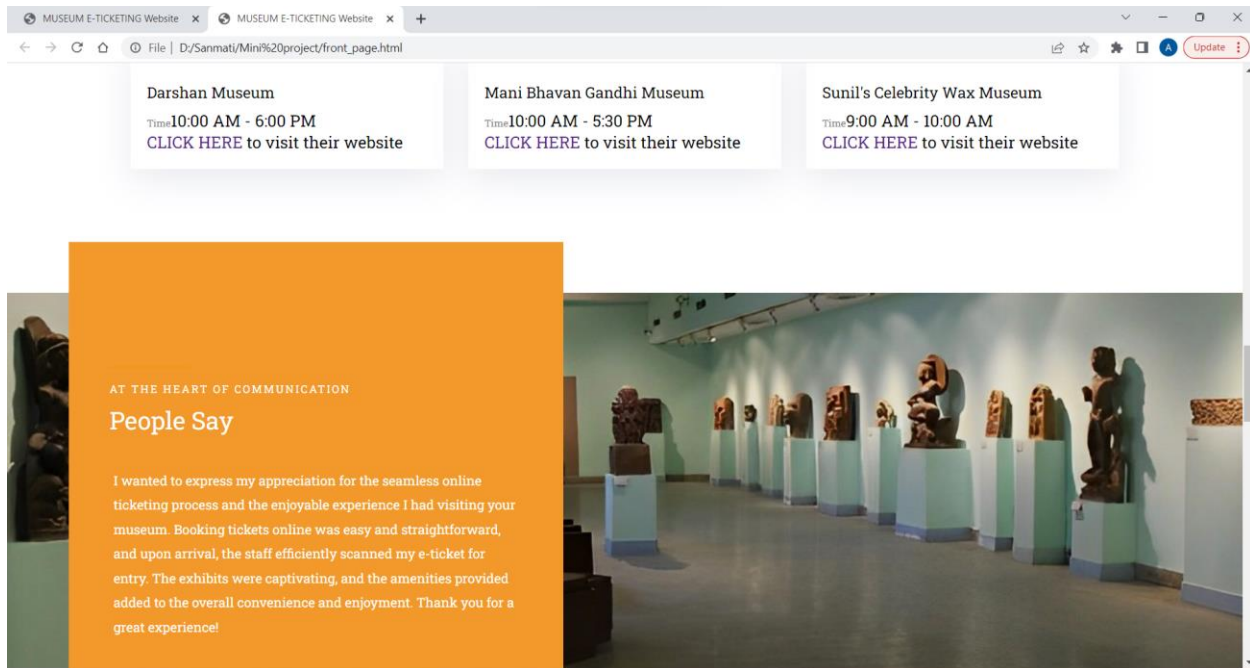 MUSEUM E-TICKETING Website
MUSEUM E-TICKETING Website
File | D:/Sanmati/Mini%20project/front_page.html
A
Update
Darshan Museum
Time10:00 AM - 6:00 PM
CLICK HERE to visit their website
Mani Bhavan Gandhi Museum
Time10:00 AM - 5:30 PM
CLICK HERE to visit their website
Sunil's Celebrity Wax Museum
Time9:00 AM - 10:00 AM
CLICK HERE to visit their website
AT THE HEART OF COMMUNICATION
People Say
I wanted to express my appreciation for the seamless online
ticketing process and the enjoyable experience I had visiting your
museum. Booking tickets online was easy and straightforward,
and upon arrival, the staff efficiently scanned my e-ticket for
entry. The exhibits were captivating, and the amenities provided
added to the overall convenience and enjoyment. Thank you for a
great experience!